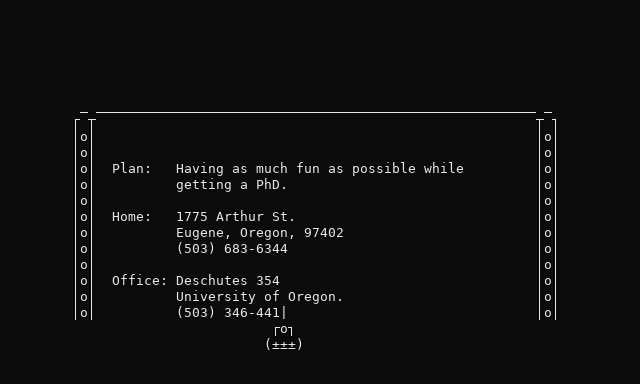 Plan: Having as much fun as possible while
getting a PhD.
Home: 1775 Arthur St.
Eugene, Oregon, 97402
(503) 683-6344
Office: Deschutes 354
University of Oregon.
(503) 346-441|